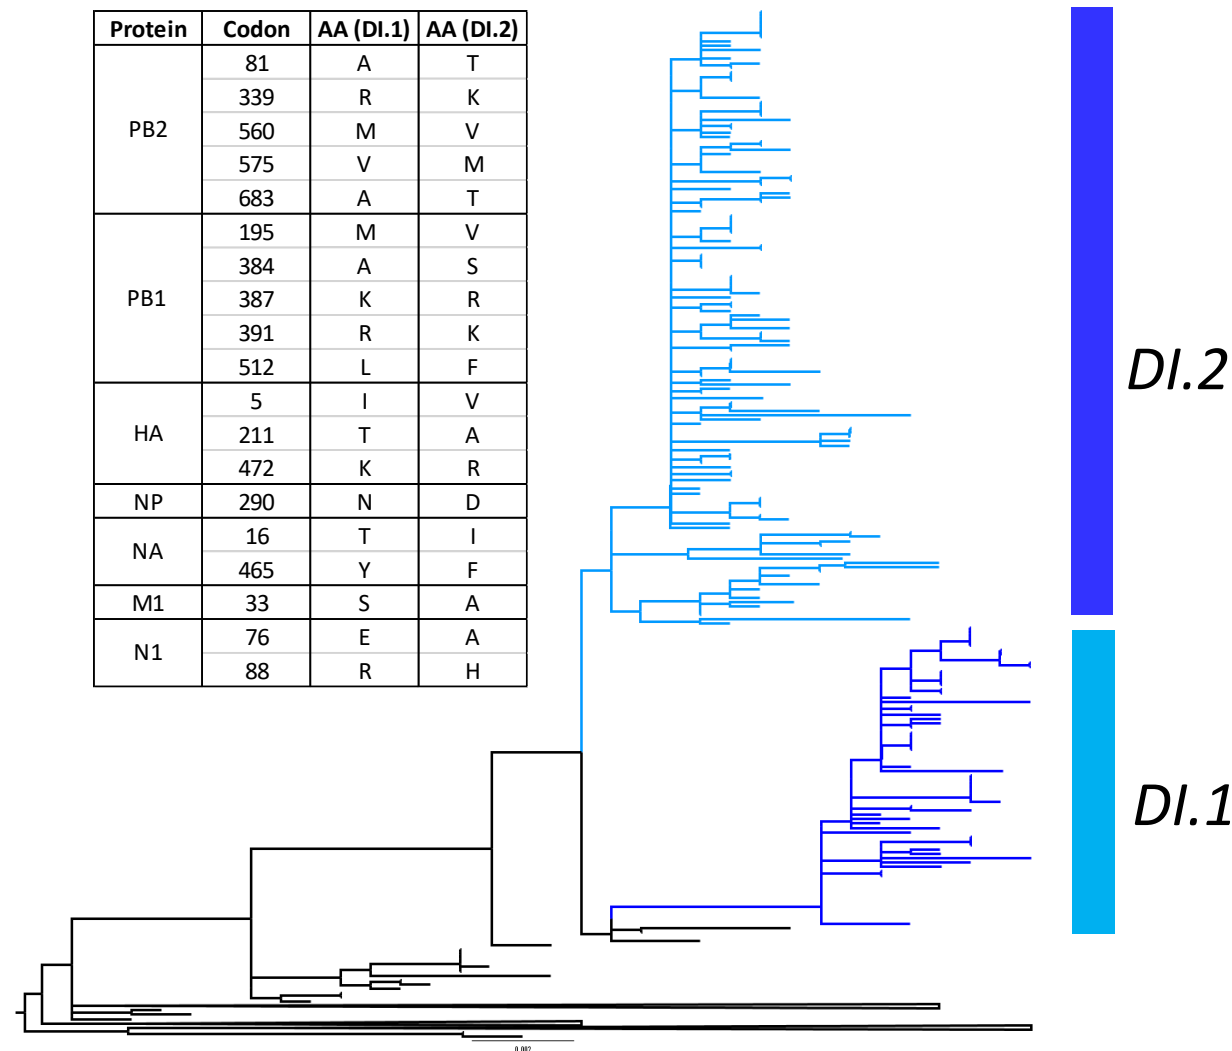 Protein Codon AA (DI.1) AA (DI.2)
PB2
81 A T
339 R K
560 M V
575 V M
683 A T
PB1
195 M V
384 A S
387 K R
391 R K
512 L F
HA
5 I V
211 T A
472 K R
NP 290 N D
NA
16 T I
465 Y F
M1 33 S A
N1
76 E A
88 R H
DI.2
DI.1
0.002